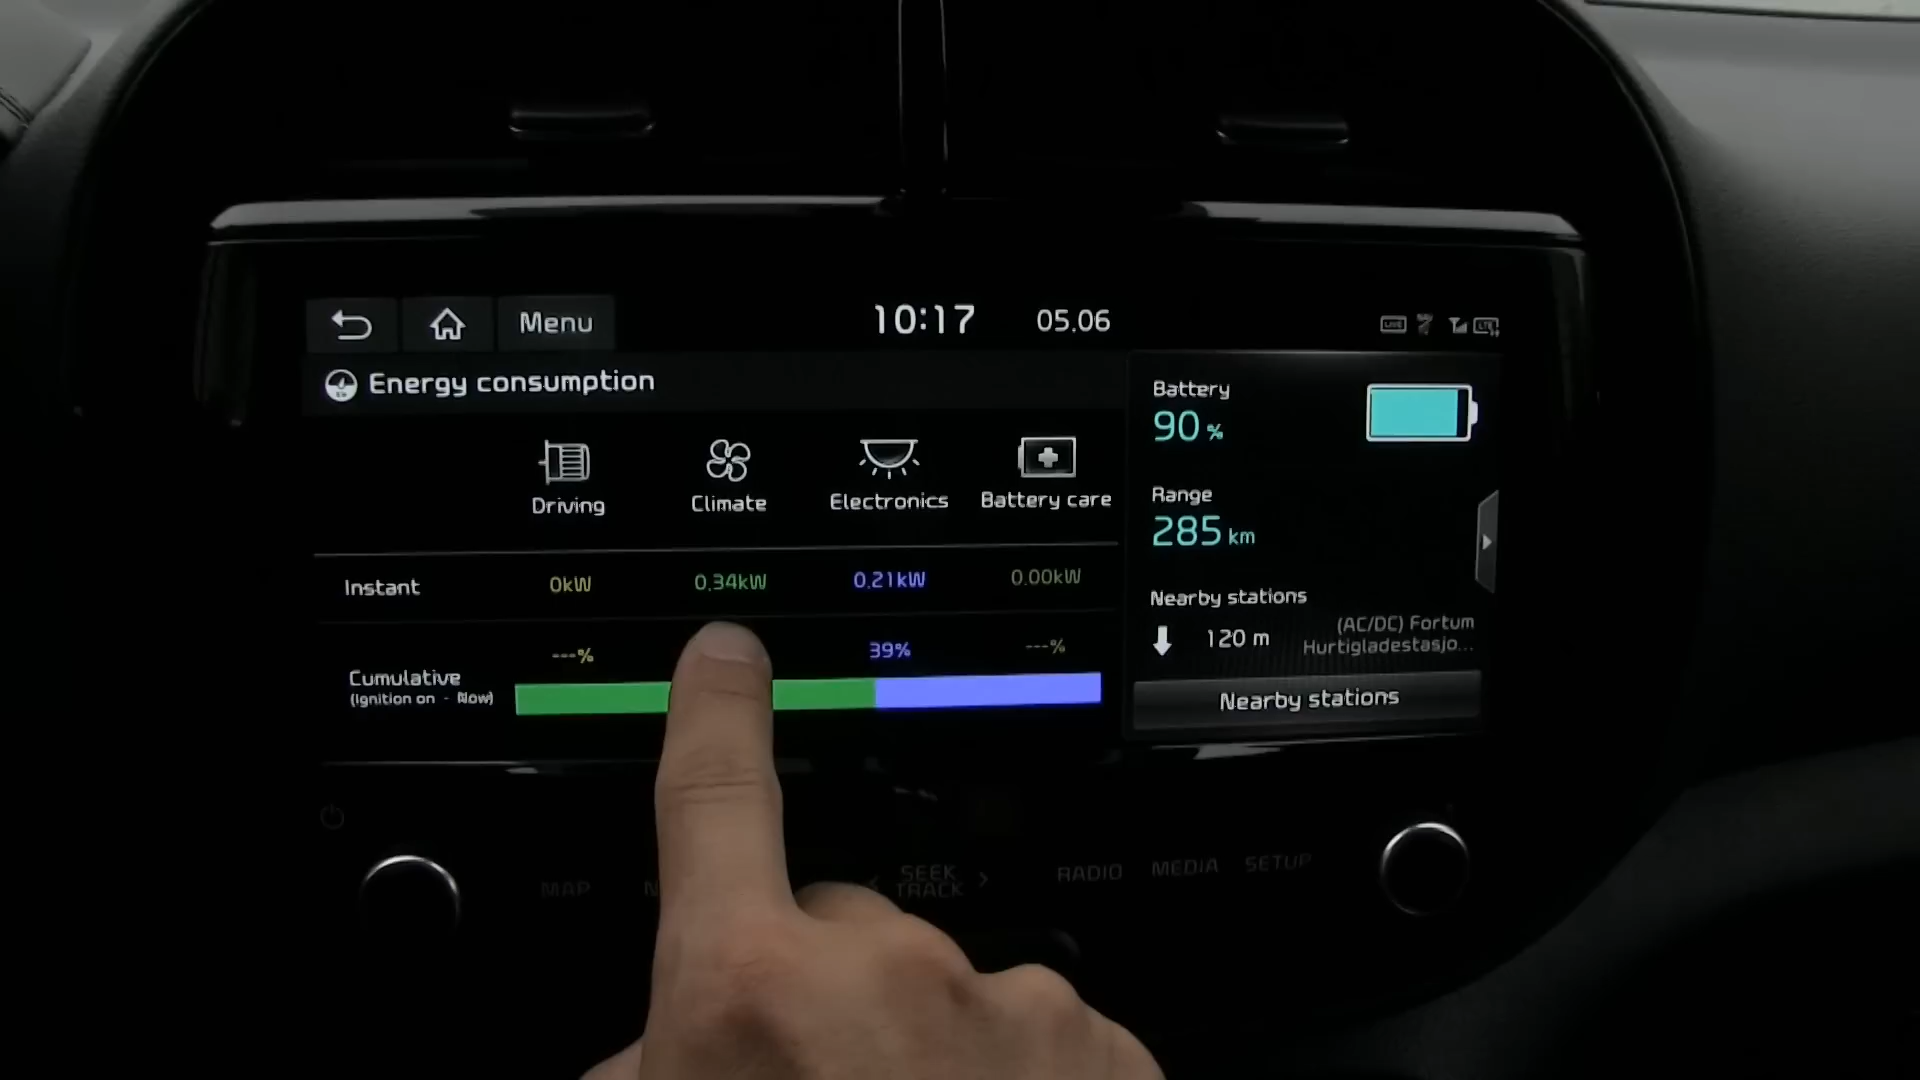 Menu
10:17
05.06
LIVE
LTE
Energy consumption
Driving
Climate
Electronics
Battery care
Instant
0kW
0.34kW
0.21kW
0.00kW
Cumulative
(Ignition on - Now)
---%
39%
---%
Battery
90 %
Range
285 km
Nearby stations
120 m
(AC/DC) Fortum
Hurtigladestasjo...
Nearby stations
MAP
N
SEEK
TRACK
RADIO
MEDIA
SETUP